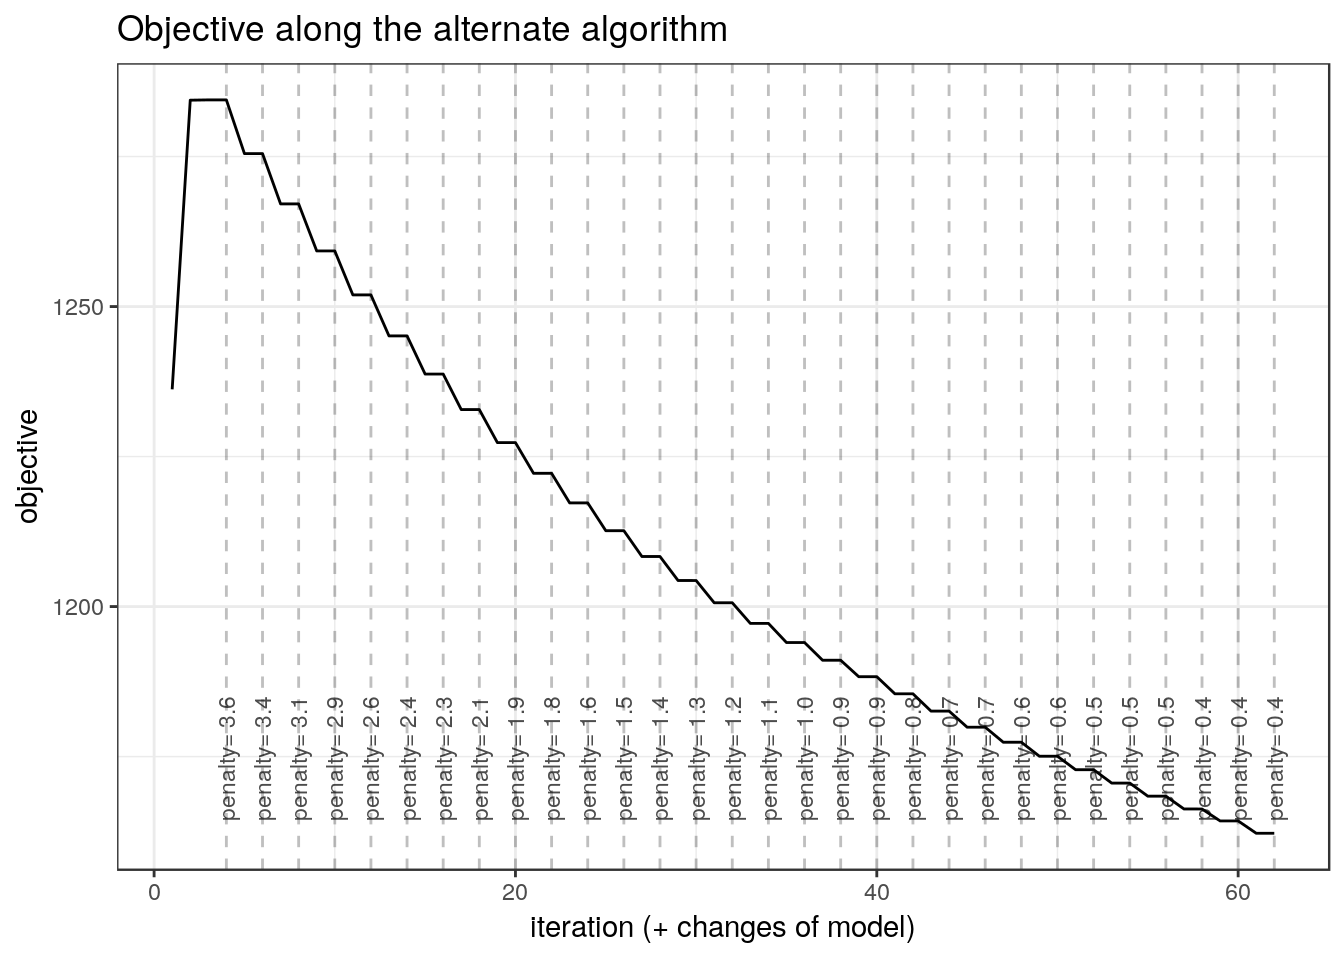 Objective along the alternate algorithm
objective
1250
1200
penalty= 3.6
penalty= 3.4
penalty= 3.1
penalty= 2.9
penalty= 2.6
penalty= 2.4
penalty= 2.3
penalty= 2.1
penalty= 1.9
penalty= 1.8
penalty= 1.6
penalty= 1.5
penalty= 1.4
penalty= 1.3
penalty= 1.2
penalty= 1.1
penalty= 1.0
penalty= 0.9
penalty= 0.9
penalty= 0.8
penalty= 0.7
penalty= 0.7
penalty= 0.6
penalty= 0.6
penalty= 0.5
penalty= 0.5
penalty= 0.5
penalty= 0.4
penalty= 0.4
penalty= 0.4
0
20
40
60
iteration (+ changes of model)